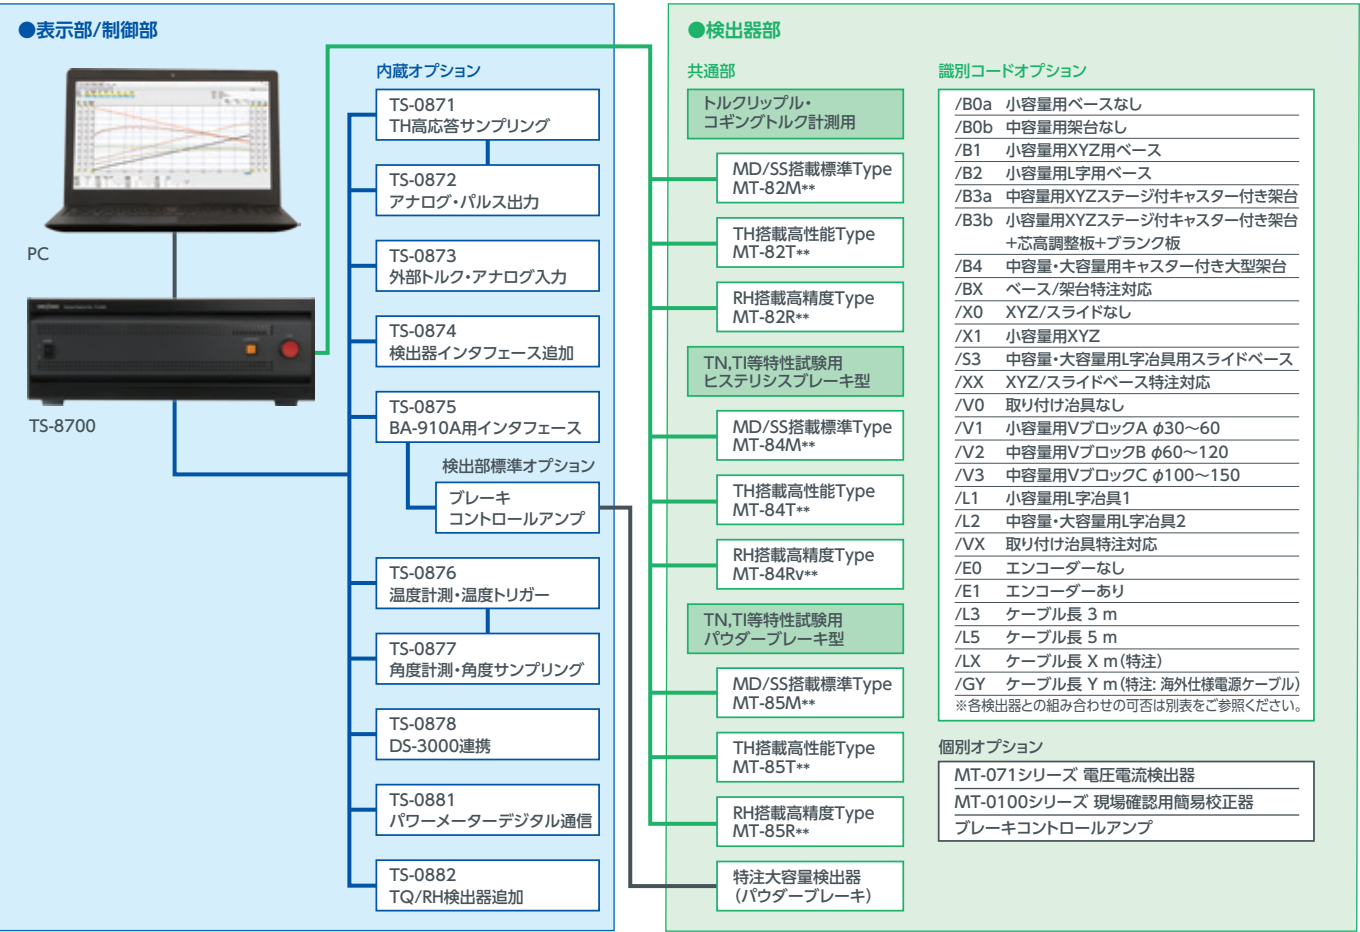 ●表示部/制御部
PC
TS-8700
内蔵オプション
TS-0871
TH高応答サンプリング
TS-0872
アナログ・パルス出力
TS-0873
外部トルク・アナログ入力
TS-0874
検出器インタフェース追加
TS-0875
BA-910A用インタフェース
検出部標準オプション
ブレーキ
コントロールアンプ
TS-0876
温度計測・温度トリガー
TS-0877
角度計測・角度サンプリング
TS-0878
DS-3000連携
TS-0881
パワーメーターデジタル通信
TS-0882
TQ/RH検出器追加
●検出器部
共通部
トルクリップル・
コギングトルク計測用
MD/SS搭載標準Type
MT-82M**
TH搭載高性能Type
MT-82T**
RH搭載高精度Type
MT-82R**
TN,TI等特性試験用
ヒステリシスブレーキ型
MD/SS搭載標準Type
MT-84M**
TH搭載高性能Type
MT-84T**
RH搭載高精度Type
MT-84Rv**
TN,TI等特性試験用
パウダーブレーキ型
MD/SS搭載標準Type
MT-85M**
TH搭載高性能Type
MT-85T**
RH搭載高精度Type
MT-85R**
特注大容量検出器
（パウダーブレーキ）
識別コードオプション
/B0a 小容量用ベースなし
/B0b 中容量用架台なし
/B1 小容量用XYZ用ベース
/B2 小容量用L字用ベース
/B3a 中容量用XYZステージ付キャスター付き架台
/B3b 小容量用XYZステージ付キャスター付き架台
+芯高調整板+ブランク板
/B4 中容量・大容量用キャスター付き大型架台
/BX ベース/架台特注対応
/X0 XYZ/スライドなし
/X1 小容量用XYZ
/S3 中容量・大容量用L字冶具用スライドベース
/XX XYZ/スライドベース特注対応
/V0 取り付け冶具なし
/V1 小容量用VブロックA φ30～60
/V2 中容量用VブロックB φ60～120
/V3 中容量用VブロックC φ100～150
/L1 小容量用L字冶具1
/L2 中容量・大容量用L字冶具2
/VX 取り付け治具特注対応
/E0 エンコーダーなし
/E1 エンコーダーあり
/L3 ケーブル長 3 m
/L5 ケーブル長 5 m
/LX ケーブル長 X m（特注）
/GY ケーブル長 Y m（特注: 海外仕様電源ケーブル）
※各検出器との組み合わせの可否は別表をご参照ください。
個別オプション
MT-071シリーズ 電圧電流検出器
MT-0100シリーズ 現場確認用簡易校正器
ブレーキコントロールアンプ